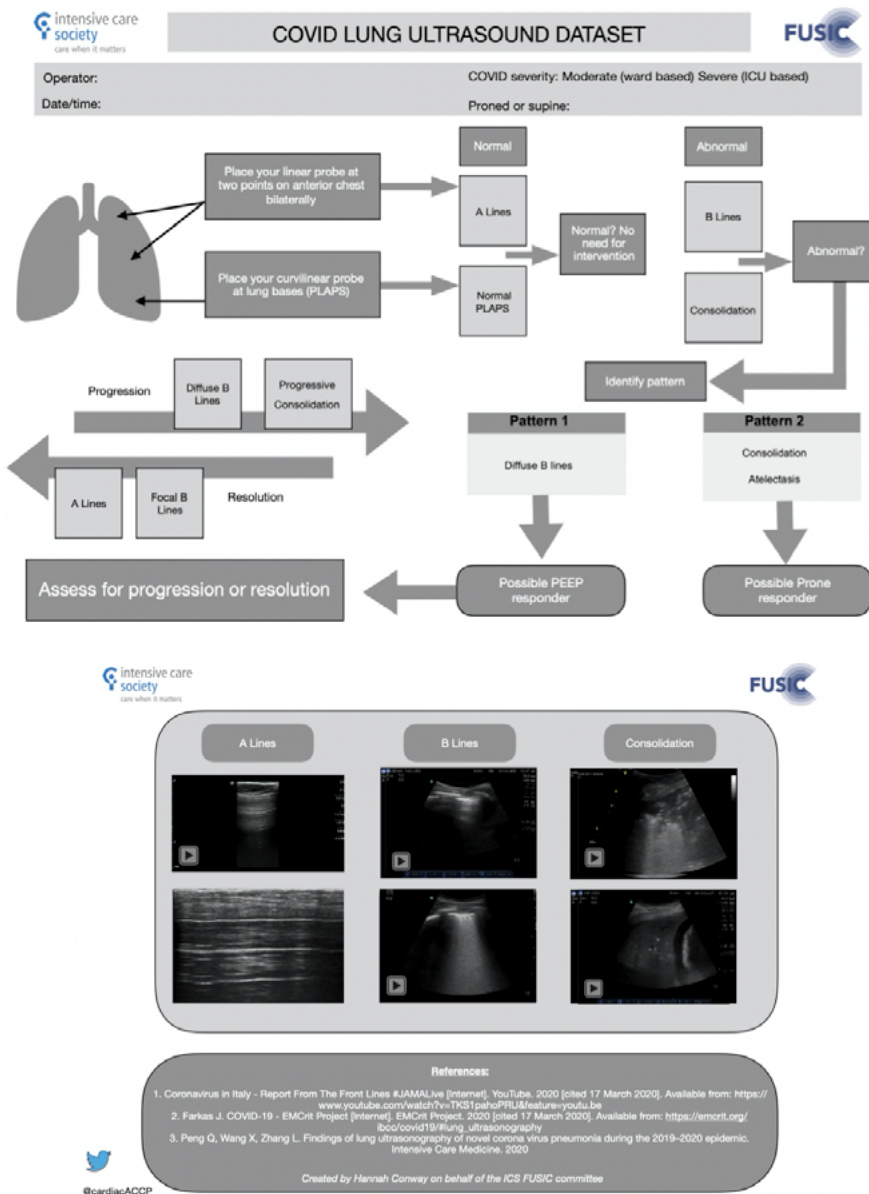 intensive care
society
care when it matters
COVID LUNG ULTRASOUND DATASET
FUSIC
Operator:
COVID severity: Moderate (ward based) Severe (ICU based)
Date/time:
Proned or supine:
Place your linear probe at
two points on anterior chest
bilaterally
Place your curvilinear probe
at lung bases (PLAPS)
Normal
A Lines
Normal
PLAPS
Normal? No
need for
intervention
Abnormal
B Lines
Consolidation
Abnormal?
Identify pattern
Progression
Diffuse B
Lines
Progressive
Consolidation
A Lines
Focal B
Lines
Resolution
Pattern 1
Diffuse B lines
Pattern 2
Consolidation
Atelectasis
Possible PEEP
responder
Possible Prone
responder
Assess for progression or resolution
intensive care
society
care when it matters
FUSIC
A Lines
B Lines
Consolidation
References:
1. Coronavirus in Italy - Report From The Front Lines #JAMALive [Internet]. YouTube. 2020 [cited 17 March 2020]. Available from: https://
www.youtube.com/watch?v=TKS1pahoPRU&feature=youtu.be
2. Farkas J. COVID-19 - EMCrit Project [Internet]. EMCrit Project. 2020 [cited 17 March 2020]. Available from: https://emcrit.org/
ibcc/covid19/#lung_ultrasonography
3. Peng Q, Wang X, Zhang L. Findings of lung ultrasonography of novel corona virus pneumonia during the 2019–2020 epidemic.
Intensive Care Medicine. 2020
Created by Hannah Conway on behalf of the ICS FUSIC committee
@cardiacACCP